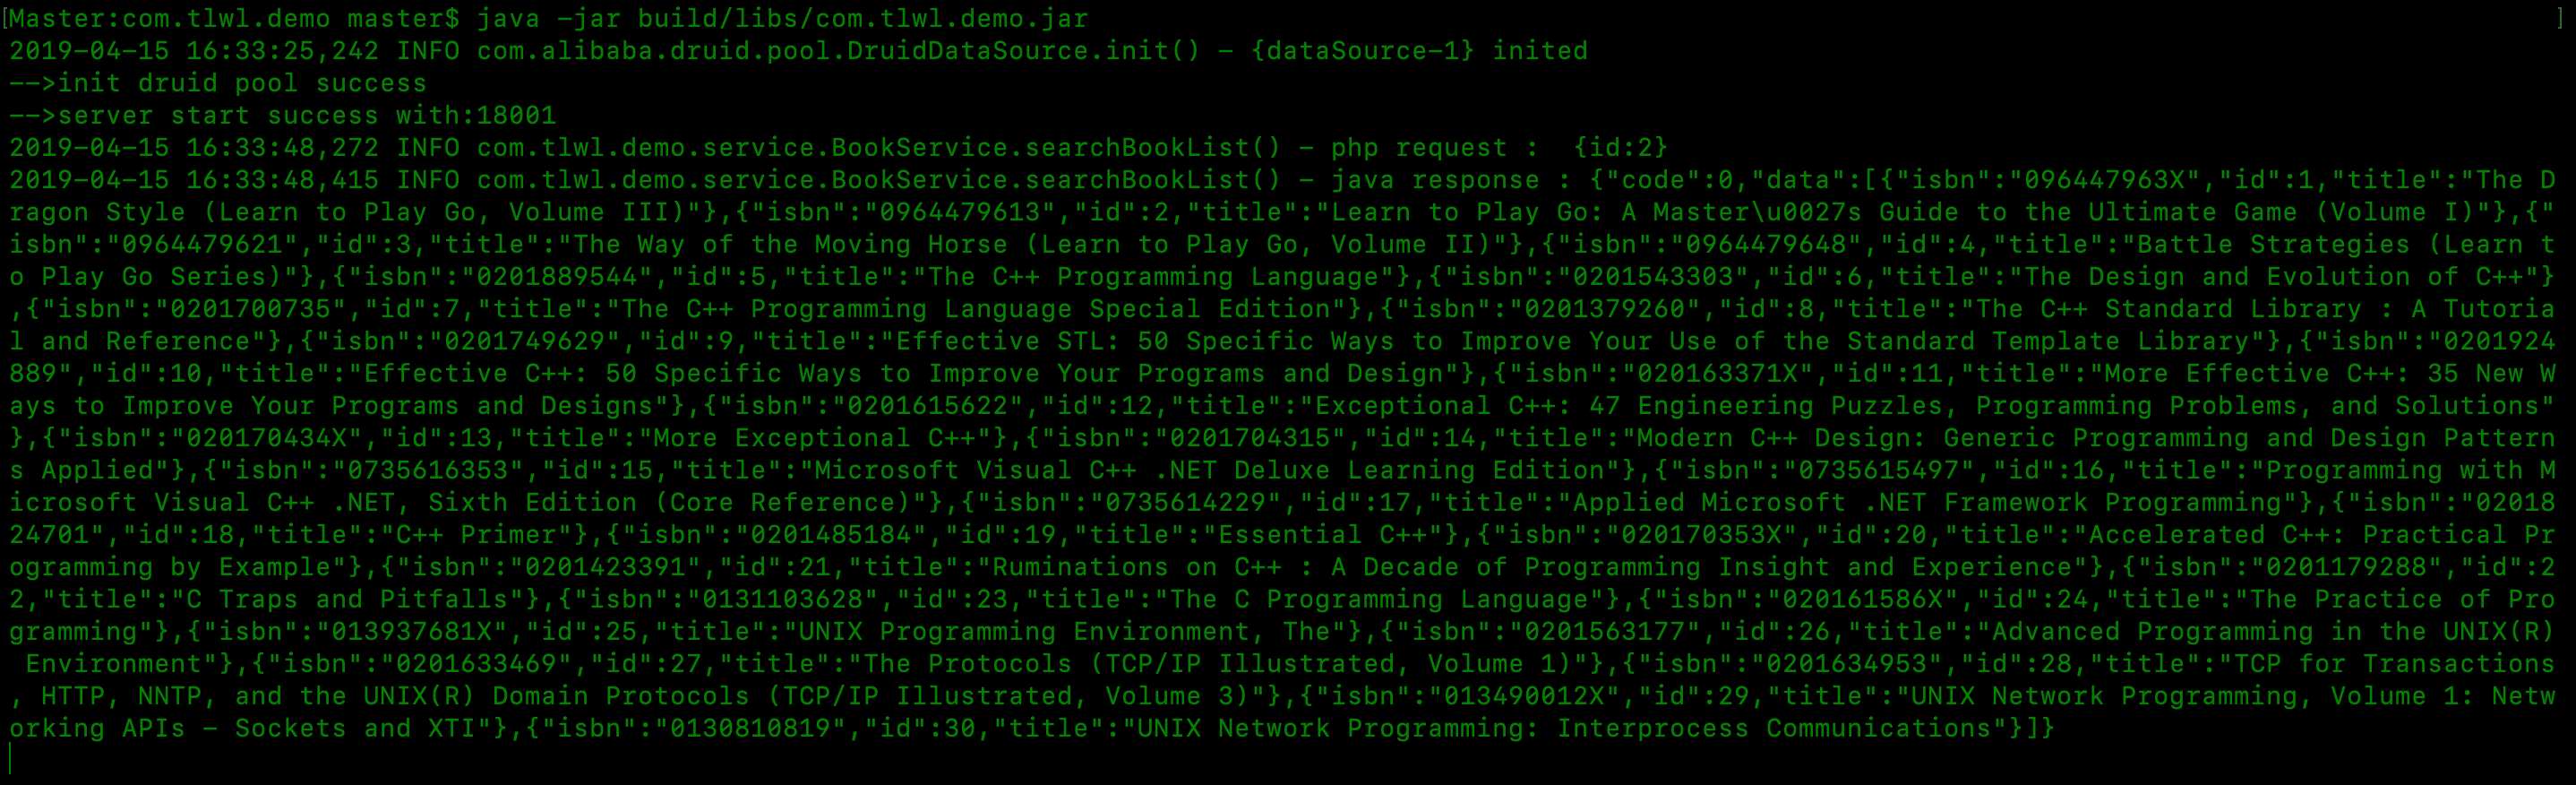 [Master:com.tlwl.demo master$ java -jar build/libs/com.tlwl.demo.jar ]
2019-04-15 16:33:25,242 INFO com.alibaba.druid.pool.DruidDataSource.init() - {dataSource-1} inited
-->init druid pool success
-->server start success with:18001
2019-04-15 16:33:48,272 INFO com.tlwl.demo.service.BookService.searchBookList() - php request :  {id:2}
2019-04-15 16:33:48,415 INFO com.tlwl.demo.service.BookService.searchBookList() - java response : {"code":0,"data":[{"isbn":"096447963X","id":1,"title":"The D
ragon Style (Learn to Play Go, Volume III)"},{"isbn":"0964479613","id":2,"title":"Learn to Play Go: A Master\u0027s Guide to the Ultimate Game (Volume I)"},{"
isbn":"0964479621","id":3,"title":"The Way of the Moving Horse (Learn to Play Go, Volume II)"},{"isbn":"0964479648","id":4,"title":"Battle Strategies (Learn t
o Play Go Series)"},{"isbn":"0201889544","id":5,"title":"The C++ Programming Language"},{"isbn":"0201543303","id":6,"title":"The Design and Evolution of C++"}
,{"isbn":"0201700735","id":7,"title":"The C++ Programming Language Special Edition"},{"isbn":"0201379260","id":8,"title":"The C++ Standard Library : A Tutoria
l and Reference"},{"isbn":"0201749629","id":9,"title":"Effective STL: 50 Specific Ways to Improve Your Use of the Standard Template Library"},{"isbn":"0201924
889","id":10,"title":"Effective C++: 50 Specific Ways to Improve Your Programs and Design"},{"isbn":"020163371X","id":11,"title":"More Effective C++: 35 New W
ays to Improve Your Programs and Designs"},{"isbn":"0201615622","id":12,"title":"Exceptional C++: 47 Engineering Puzzles, Programming Problems, and Solutions"
},{"isbn":"020170434X","id":13,"title":"More Exceptional C++"},{"isbn":"0201704315","id":14,"title":"Modern C++ Design: Generic Programming and Design Pattern
s Applied"},{"isbn":"0735616353","id":15,"title":"Microsoft Visual C++ .NET Deluxe Learning Edition"},{"isbn":"0735615497","id":16,"title":"Programming with M
icrosoft Visual C++ .NET, Sixth Edition (Core Reference)"},{"isbn":"0735614229","id":17,"title":"Applied Microsoft .NET Framework Programming"},{"isbn":"02018
24701","id":18,"title":"C++ Primer"},{"isbn":"0201485184","id":19,"title":"Essential C++"},{"isbn":"020170353X","id":20,"title":"Accelerated C++: Practical Pr
ogramming by Example"},{"isbn":"0201423391","id":21,"title":"Ruminations on C++ : A Decade of Programming Insight and Experience"},{"isbn":"0201179288","id":2
2,"title":"C Traps and Pitfalls"},{"isbn":"0131103628","id":23,"title":"The C Programming Language"},{"isbn":"020161586X","id":24,"title":"The Practice of Pro
gramming"},{"isbn":"013937681X","id":25,"title":"UNIX Programming Environment, The"},{"isbn":"0201563177","id":26,"title":"Advanced Programming in the UNIX(R)
 Environment"},{"isbn":"0201633469","id":27,"title":"The Protocols (TCP/IP Illustrated, Volume 1)"},{"isbn":"0201634953","id":28,"title":"TCP for Transactions
, HTTP, NNTP, and the UNIX(R) Domain Protocols (TCP/IP Illustrated, Volume 3)"},{"isbn":"013490012X","id":29,"title":"UNIX Network Programming, Volume 1: Netw
orking APIs - Sockets and XTI"},{"isbn":"0130810819","id":30,"title":"UNIX Network Programming: Interprocess Communications"}]}